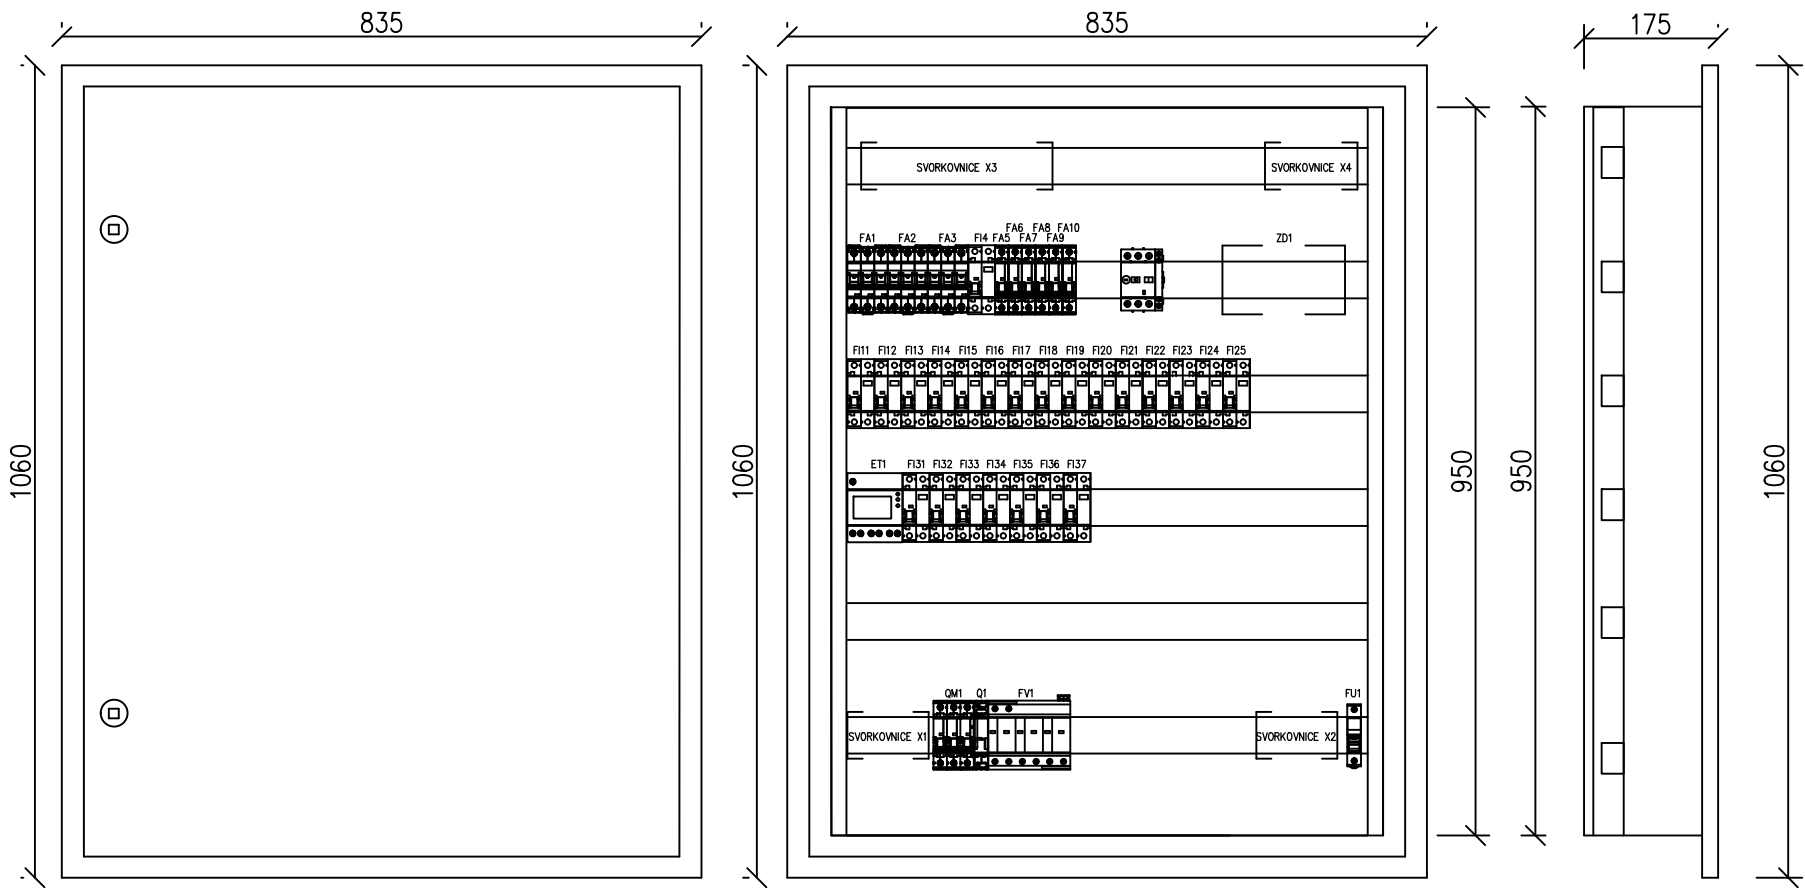 835
835
175
1060
1060
950
950
1060
SVORKOVNICE X3
SVORKOVNICE X4
FA6 FA8 FA10
FA1 FA2 FA3 FI4 FA5 FA7 FA9
ZD1
FI11 FI12 FI13 FI14 FI15 FI16 FI17 FI18 FI19 FI20 FI21 FI22 FI23 FI24 FI25
ET1 FI31 FI32 FI33 FI34 FI35 FI36 FI37
QM1 Q1 FV1
FU1
SVORKOVNICE X1
SVORKOVNICE X2